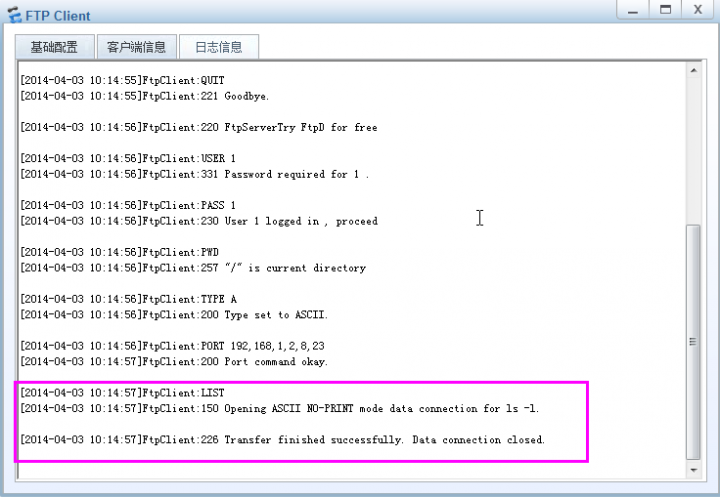 FTP Client
基础配置 客户端信息 日志信息
[2014-04-03 10:14:55]FtpClient:QUIT
[2014-04-03 10:14:55]FtpClient:221 Goodbye.
[2014-04-03 10:14:56]FtpClient:220 FtpServerTry FtpD for free
[2014-04-03 10:14:56]FtpClient:USER 1
[2014-04-03 10:14:56]FtpClient:331 Password required for 1 .
[2014-04-03 10:14:56]FtpClient:PASS 1
[2014-04-03 10:14:56]FtpClient:230 User 1 logged in , proceed
[2014-04-03 10:14:56]FtpClient:PWD
[2014-04-03 10:14:56]FtpClient:257 "/" is current directory
[2014-04-03 10:14:56]FtpClient:TYPE A
[2014-04-03 10:14:56]FtpClient:200 Type set to ASCII.
[2014-04-03 10:14:56]FtpClient:PORT 192,168,1,2,8,23
[2014-04-03 10:14:57]FtpClient:200 Port command okay.
[2014-04-03 10:14:57]FtpClient:LIST
[2014-04-03 10:14:57]FtpClient:150 Opening ASCII NO-PRINT mode data connection for ls -l.
[2014-04-03 10:14:57]FtpClient:226 Transfer finished successfully. Data connection closed.